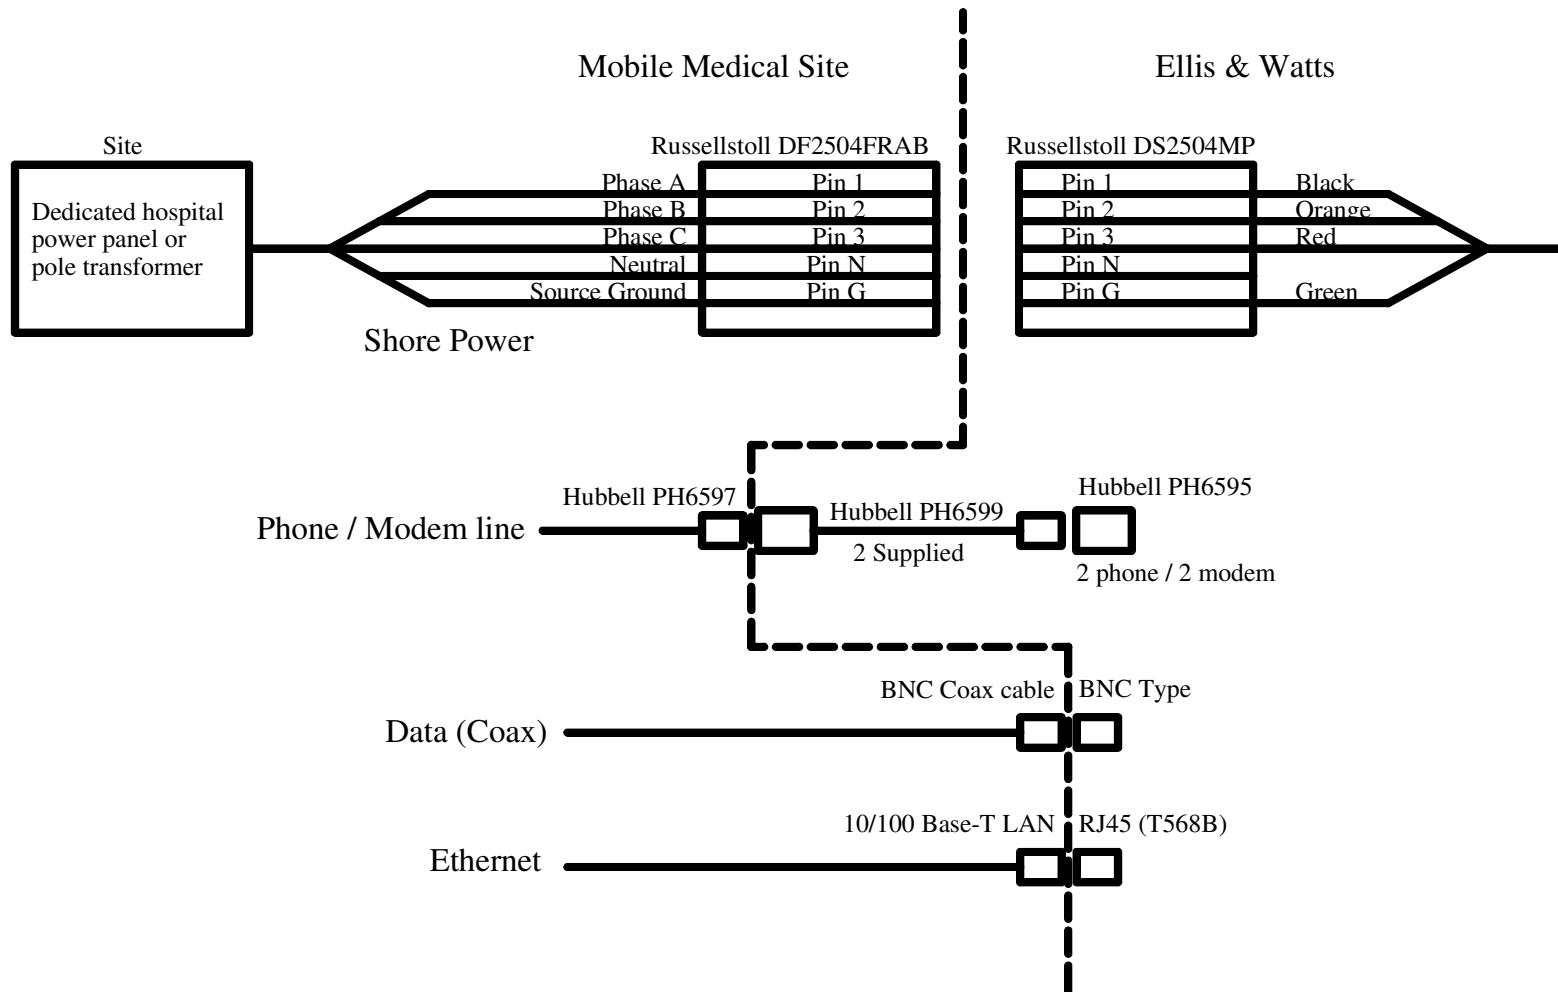 Mobile Medical Site
Ellis & Watts
Site
Russellstoll DF2504FRAB
Russellstoll DS2504MP
Dedicated hospital
power panel or
pole transformer
Phase A
Pin 1
Pin 1
Black
Phase B
Pin 2
Pin 2
Orange
Phase C
Pin 3
Pin 3
Red
Neutral
Pin N
Pin N
Source Ground
Pin G
Pin G
Green
Shore Power
Hubbell PH6597
Hubbell PH6595
Phone / Modem line
Hubbell PH6599
2 Supplied
2 phone / 2 modem
BNC Coax cable
BNC Type
Data (Coax)
10/100 Base-T LAN
RJ45 (T568B)
Ethernet